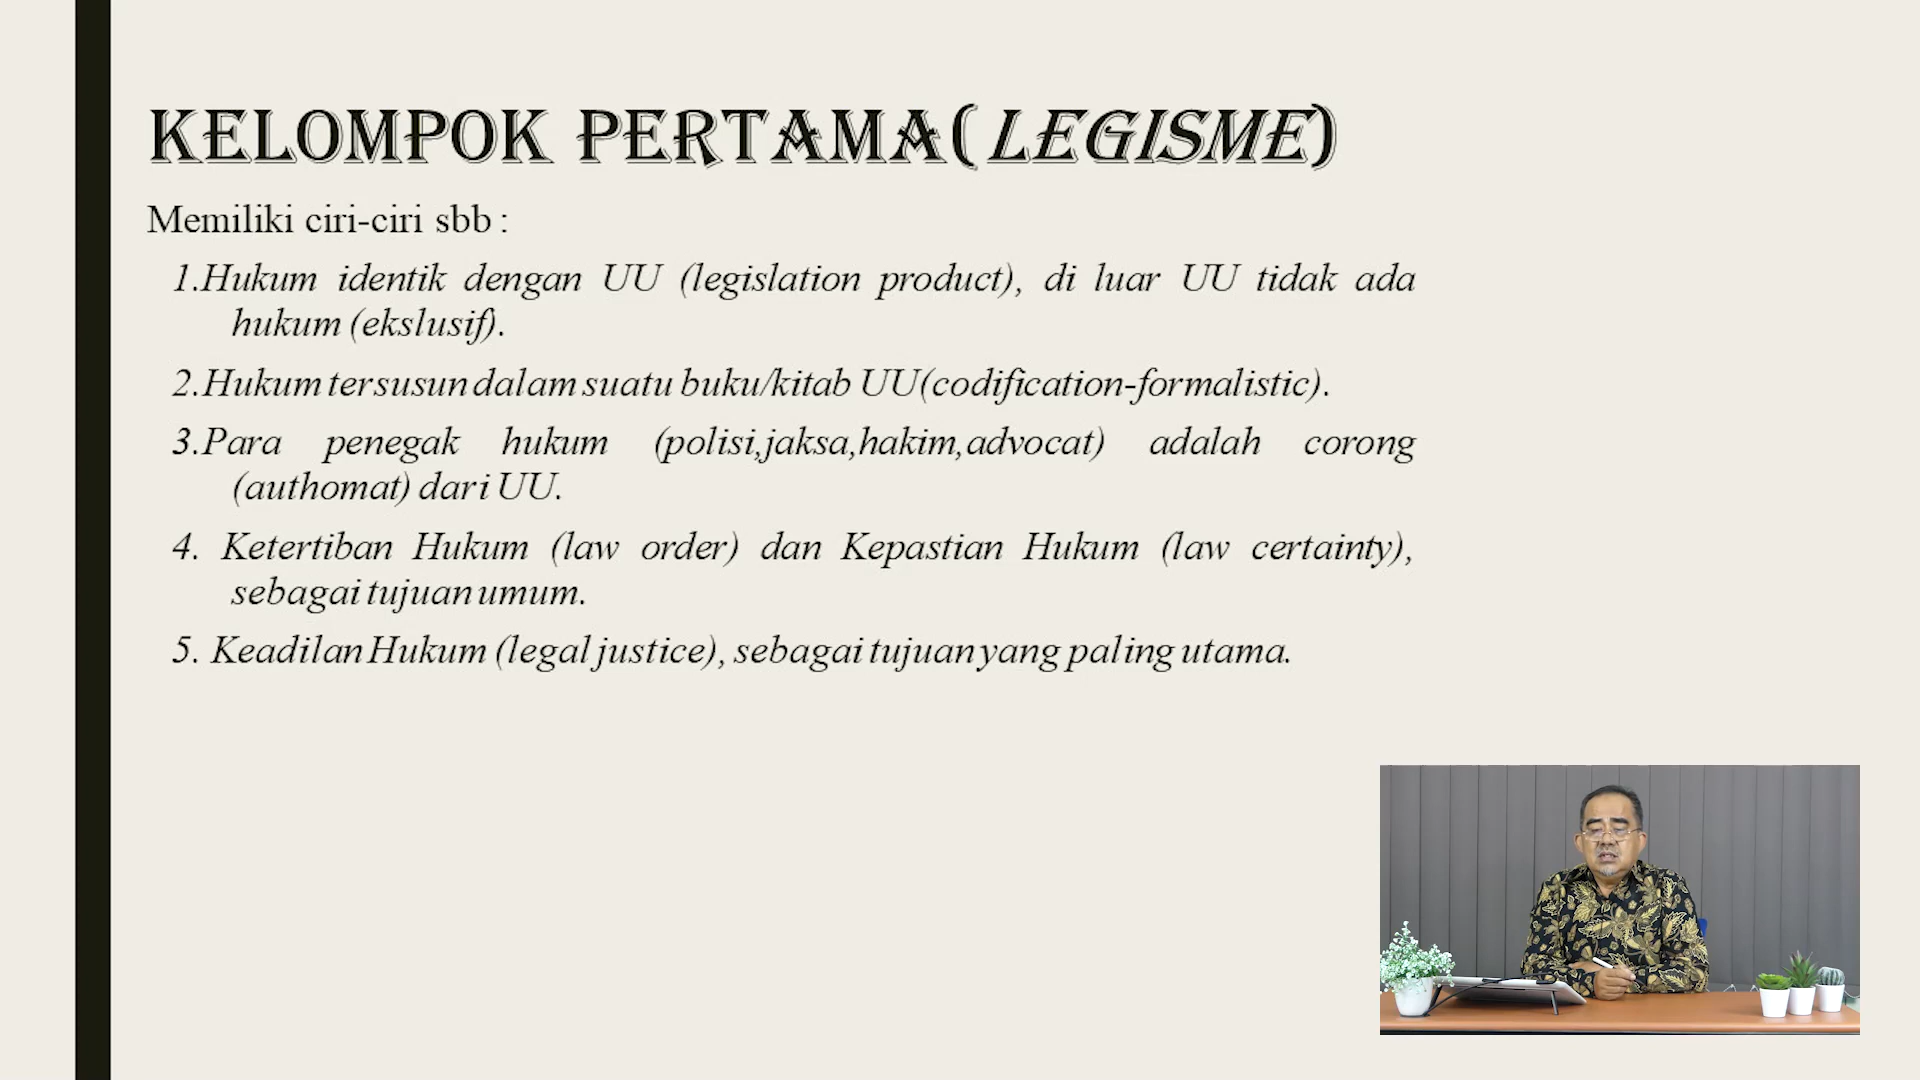 KELOMPOK PERTAMA(LEGISME)
Memiliki ciri-ciri sbb :
1.Hukum identik dengan UU (legislation product), di luar UU tidak ada
hukum (ekslusif).
2.Hukum tersusun dalam suatu buku/kitab UU(codification-formalistic).
3.Para penegak hukum (polisi,jaksa,hakim,advocat) adalah corong
(authomat) dari UU.
4. Ketertiban Hukum (law order) dan Kepastian Hukum (law certainty),
sebagai tujuan umum.
5. Keadilan Hukum (legal justice), sebagai tujuan yang paling utama.